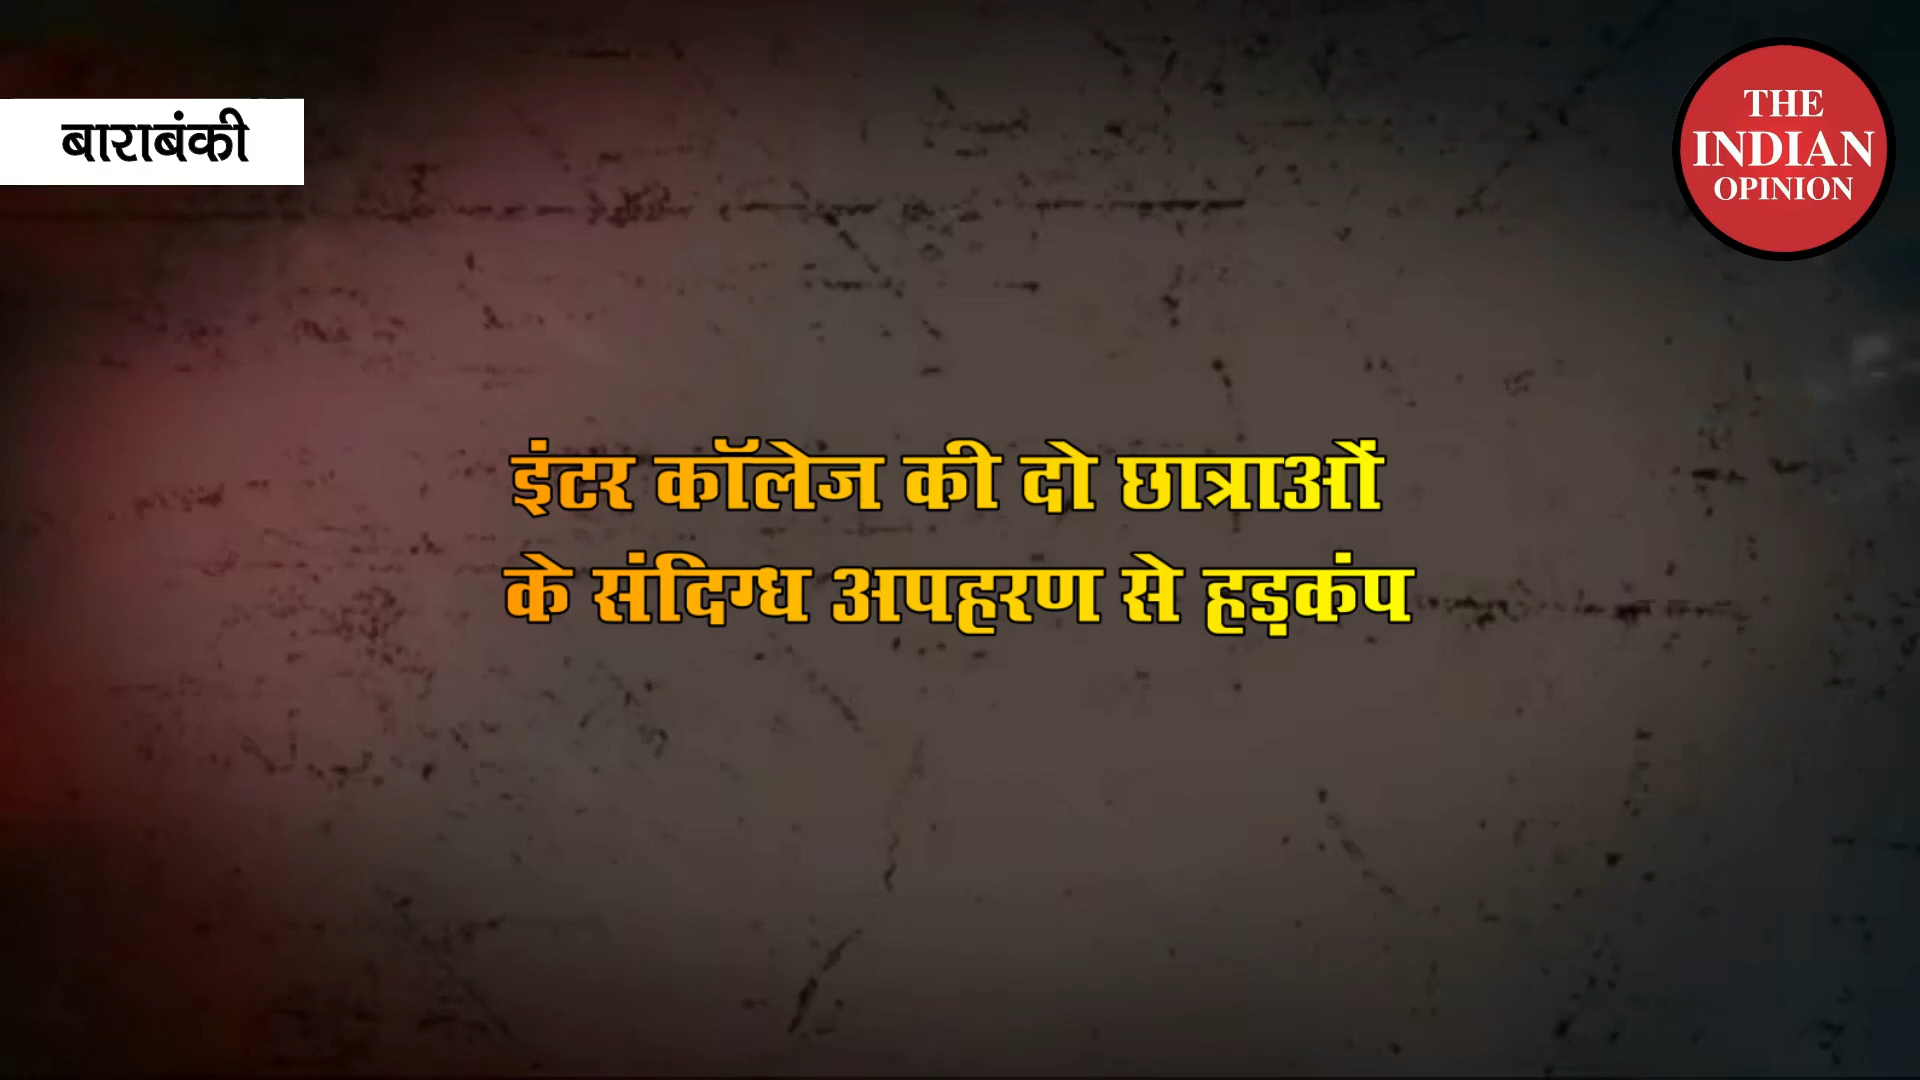 बाराबंकी
THE
INDIAN
OPINION
इंटर कॉलेज की दो छात्राओं
के संदिग्ध अपहरण से हड़कंप